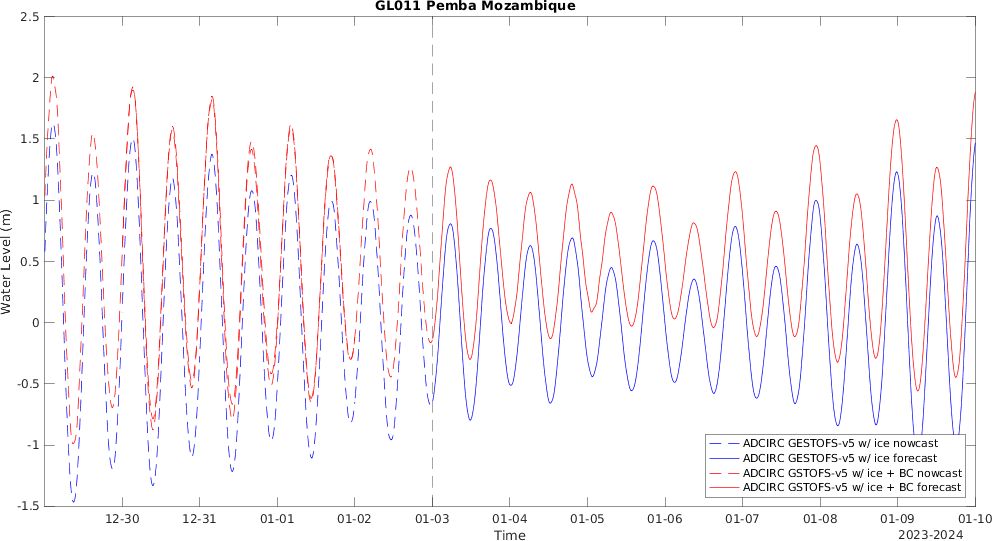 GL011 Pemba Mozambique
2.5
2
1.5
1
0.5
0
-0.5
-1
-1.5
Water Level (m)
ADCIRC GESTOFS-v5 w/ ice nowcast
ADCIRC GESTOFS-v5 w/ ice forecast
ADCIRC GSTOFS-v5 w/ ice + BC nowcast
ADCIRC GSTOFS-v5 w/ ice + BC forecast
12-30 12-31 01-01 01-02 01-03 01-04 01-05 01-06 01-07 01-08 01-09 01-10
Time
2023-2024